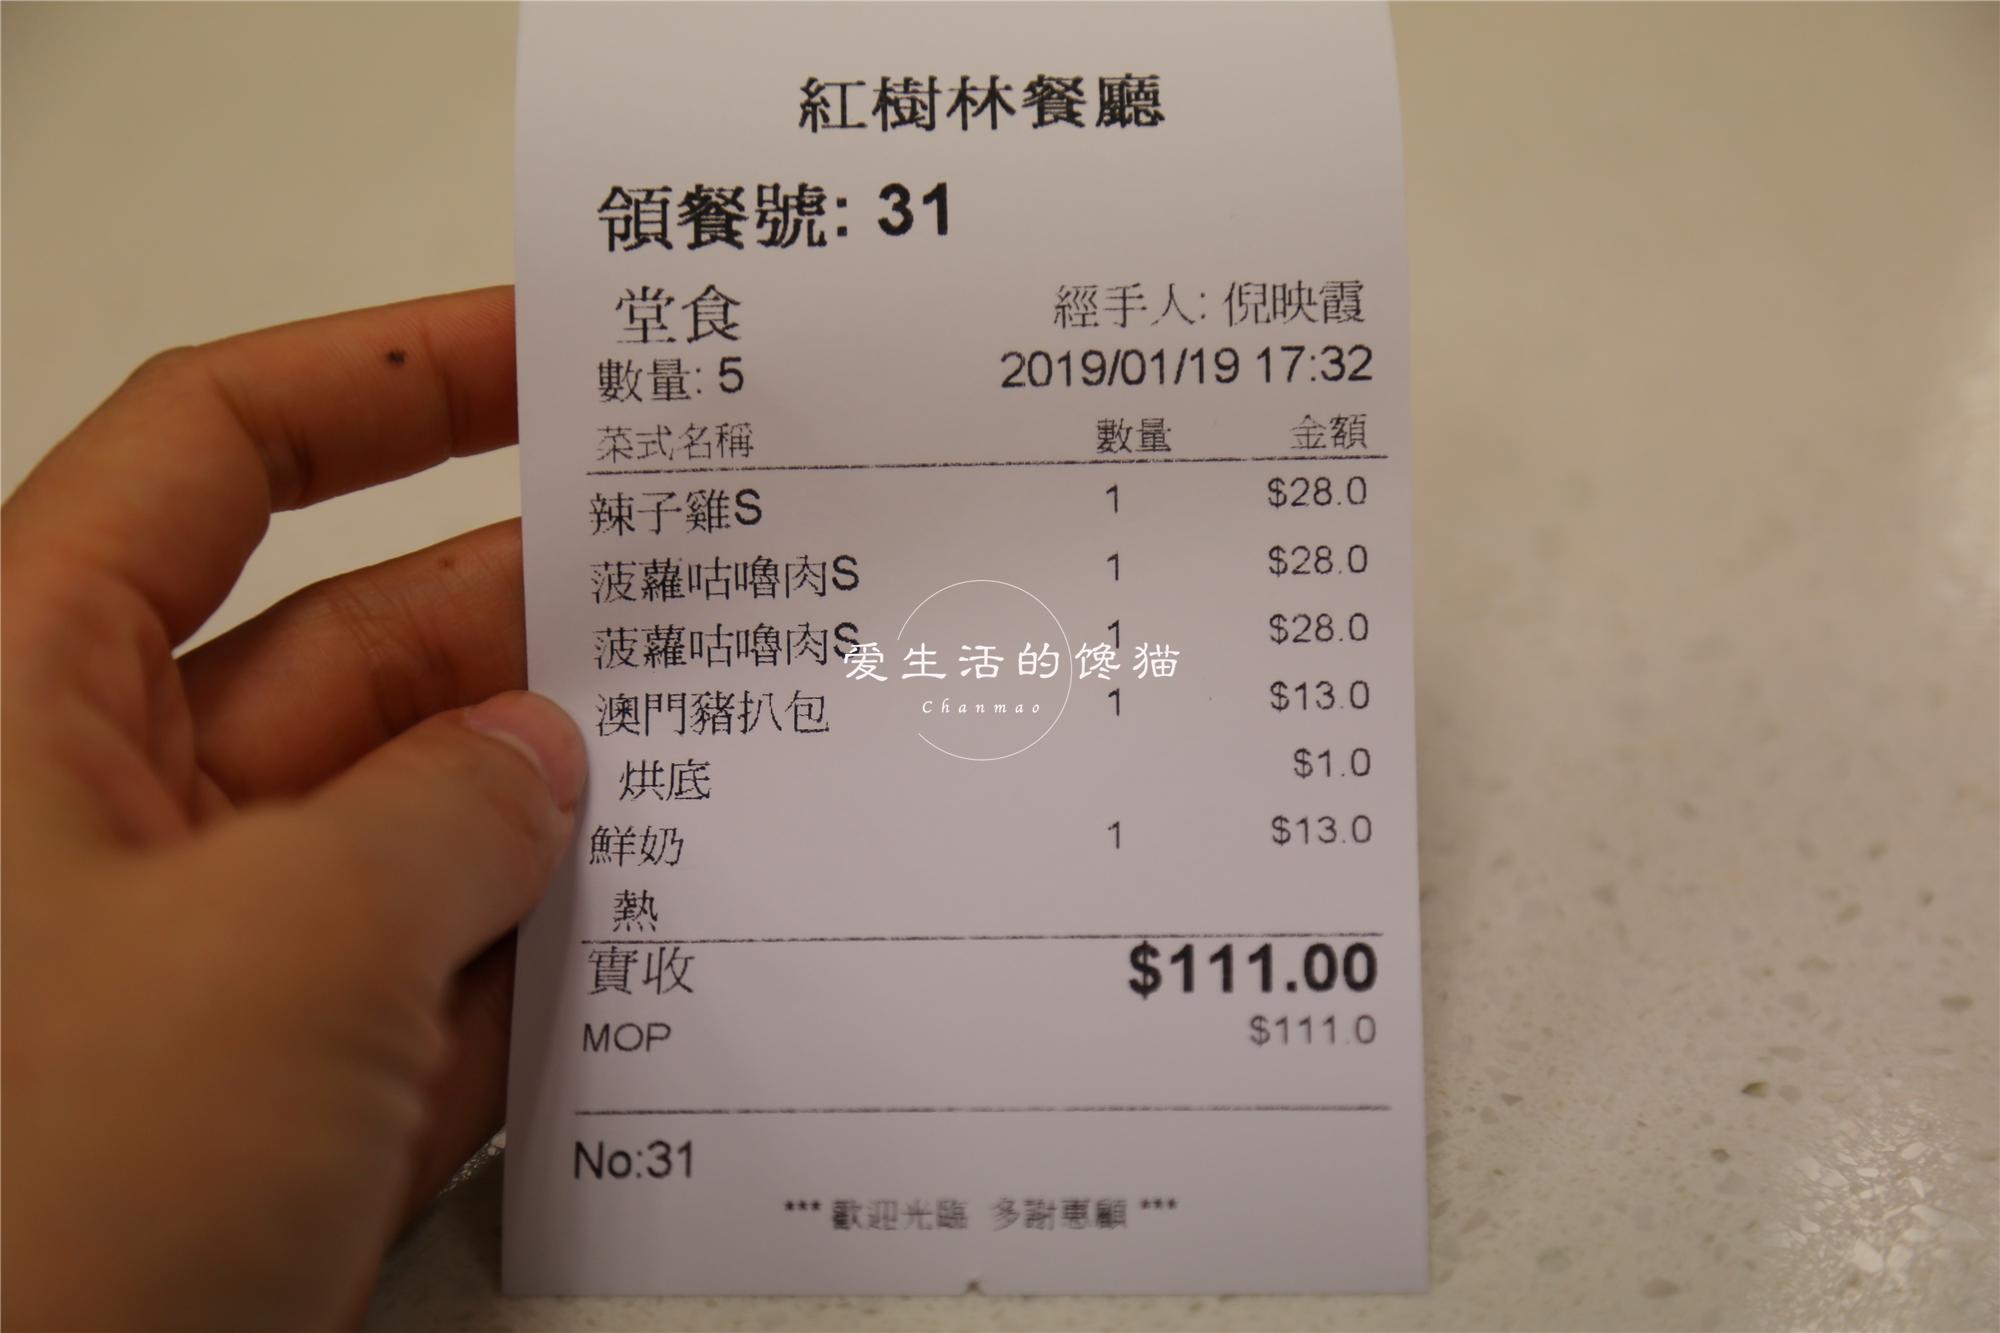 紅樹林餐廳
領餐號: 31
堂食 經手人: 倪映霞
數量: 5 2019/01/19 17:32
菜式名稱 數量 金額
辣子雞S 1 $28.0
菠蘿咕嚕肉S 1 $28.0
菠蘿咕嚕肉S 1 $28.0
爱生活的馋猫
Chanmao
澳門豬扒包 1 $13.0
烘底 $1.0
鮮奶 1 $13.0
熱
實收 $111.00
MOP $111.0
No:31
*** 歡迎光臨 多謝惠顧 ***